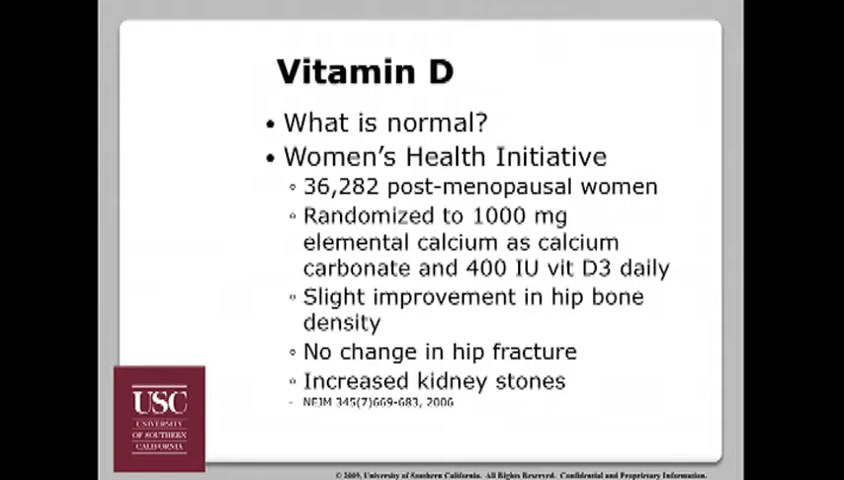 Vitamin D
• What is normal?
• Women's Health Initiative
◦ 36,282 post-menopausal women
◦ Randomized to 1000 mg
elemental calcium as calcium
carbonate and 400 IU vit D3 daily
◦ Slight improvement in hip bone
density
◦ No change in hip fracture
◦ Increased kidney stones
- NEJM 345(7)669-683, 2006
USC
UNIVERSITY
OF SOUTHERN
CALIFORNIA
© 2009, University of Southern California. All Rights Reserved. Confidential and Proprietary Information.